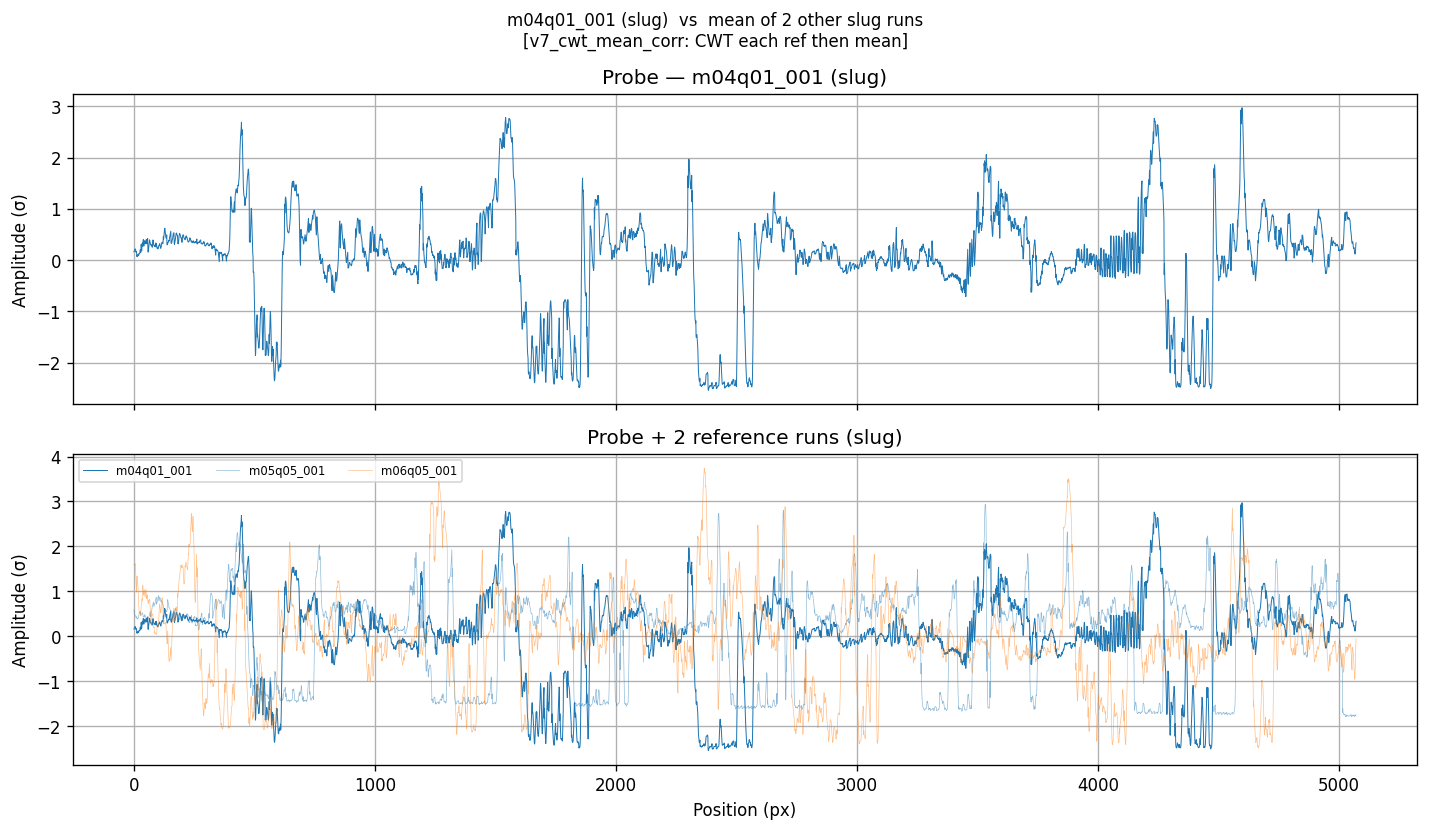 m04q01_001 (slug)  vs  mean of 2 other slug runs
[v7_cwt_mean_corr: CWT each ref then mean]
Probe — m04q01_001 (slug)
Amplitude (σ)
3
2
1
0
−1
−2
Probe + 2 reference runs (slug)
m04q01_001 m05q05_001 m06q05_001
Amplitude (σ)
4
3
2
1
0
−1
−2
0 1000 2000 3000 4000 5000
Position (px)